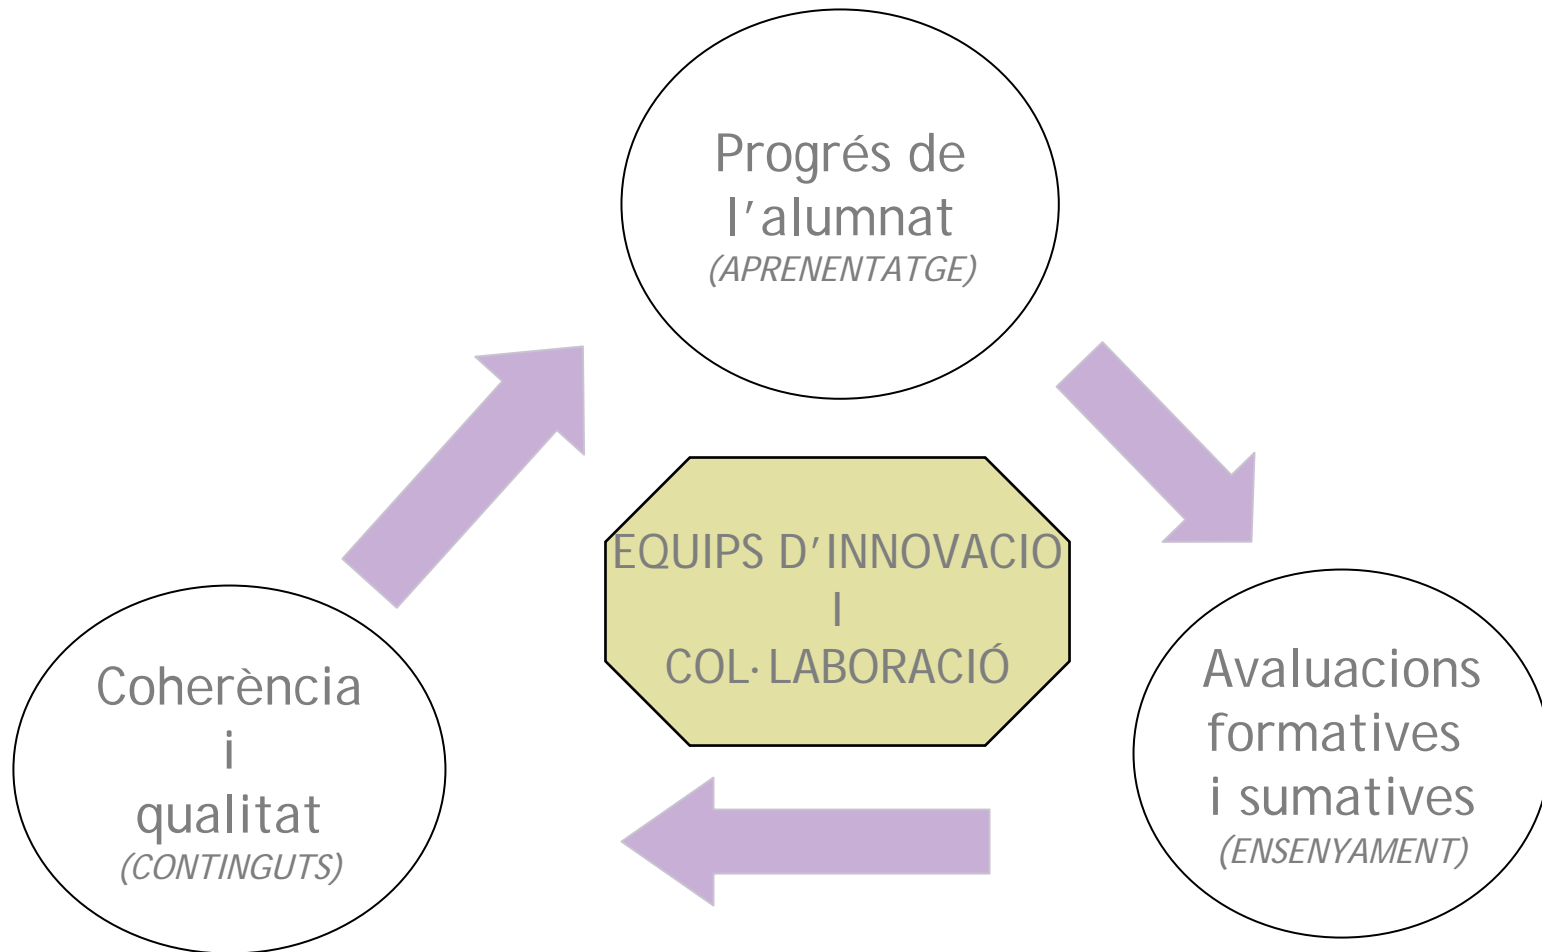 Progrés de
l'alumnat
(APRENENTATGE)
EQUIPS D'INNOVACIO
I
COL·LABORACIÓ
Coherència
i
qualitat
(CONTINGUTS)
Avaluacions
formatives
i sumatives
(ENSENYAMENT)